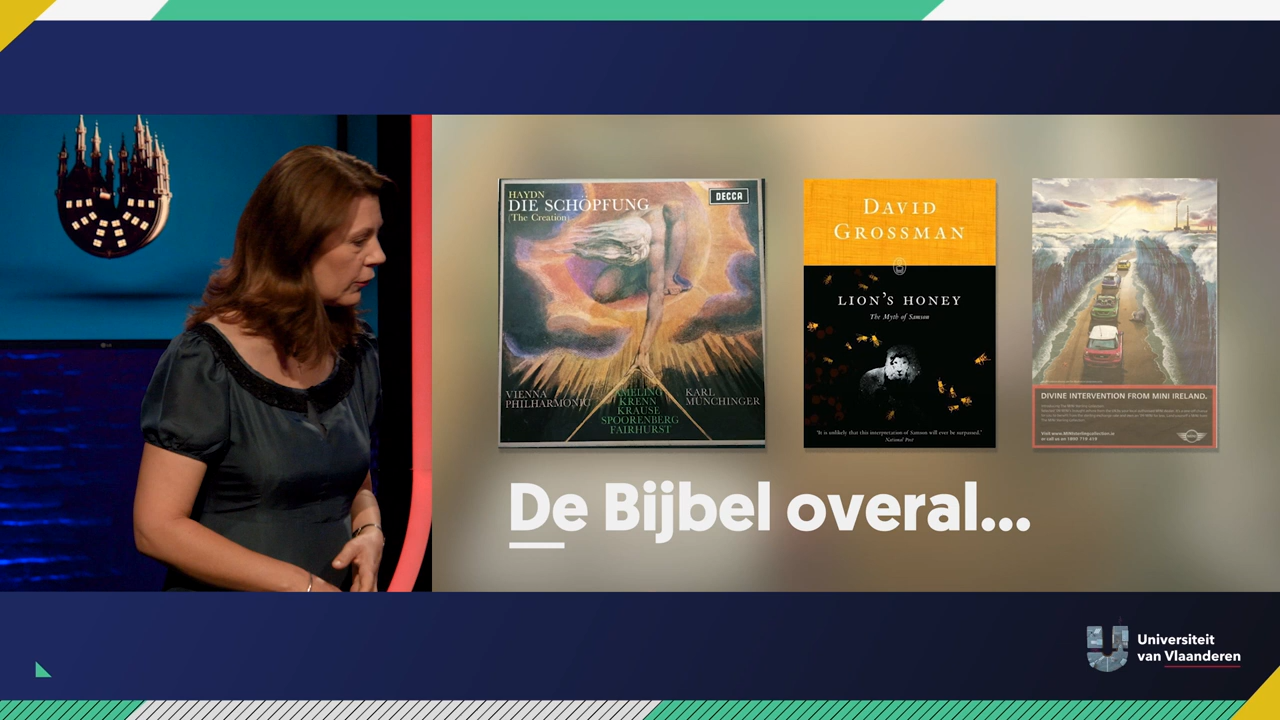 HAYDN
DIE SCHÖPFUNG
(The Creation)
DECCA
VIENNA
PHILHARMONIC
AMELING
KRENN
KRAUSE
SPOORENBERG
FAIRHURST
KARL
MÜNCHINGER
DAVID
GROSSMAN
LION'S HONEY
The Myth of Samson
'It is unlikely that this interpretation of Samson will ever be surpassed.'
National Post
DIVINE INTERVENTION FROM MINI IRELAND.
De Bijbel overal...
Universiteit
van Vlaanderen